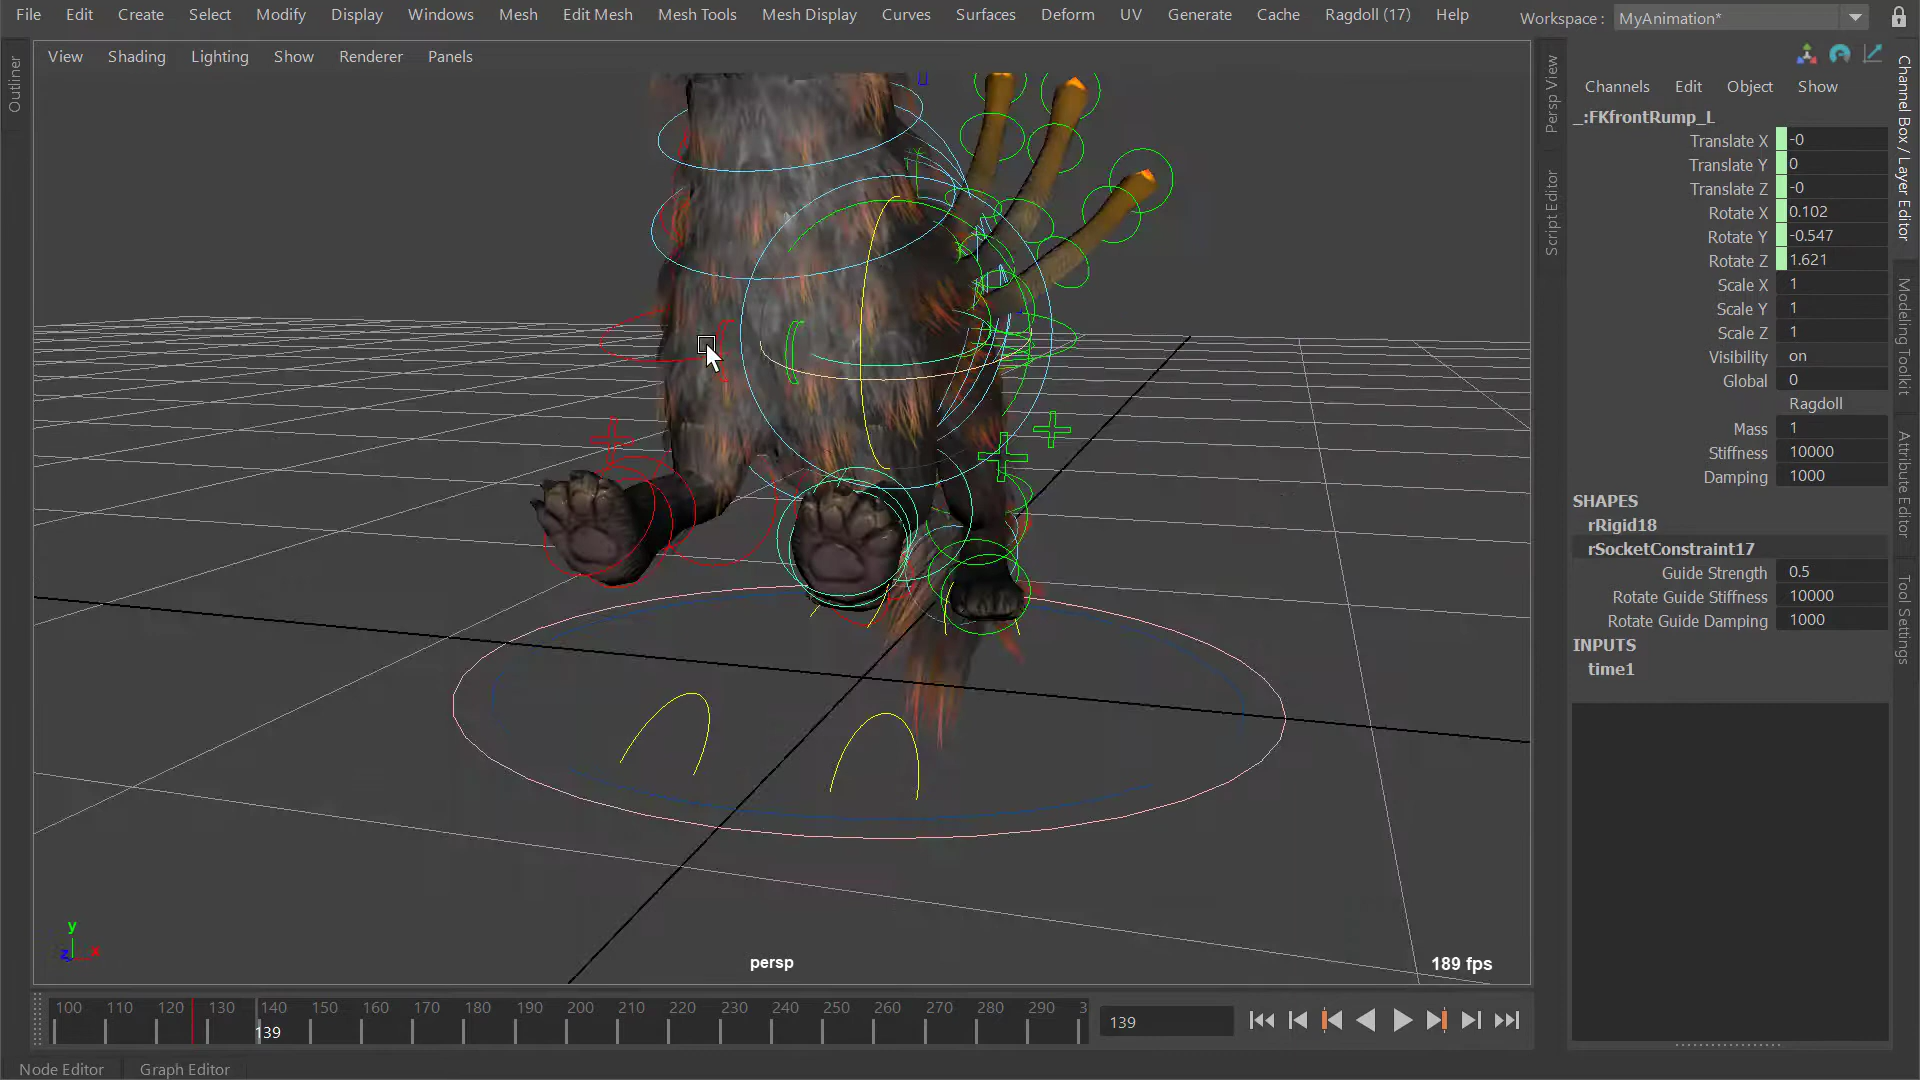 File Edit Create Select Modify Display Windows Mesh Edit Mesh Mesh Tools Mesh Display Curves Surfaces Deform UV Generate Cache Ragdoll (17) Help Workspace : MyAnimation*
View Shading Lighting Show Renderer Panels
Outliner
Persp View
Script Editor
Channels Edit Object Show
_:FKfrontRump_L
Translate X -0
Translate Y 0
Translate Z -0
Rotate X 0.102
Rotate Y -0.547
Rotate Z 1.621
Scale X 1
Scale Y 1
Scale Z 1
Visibility on
Global 0
Ragdoll
Mass 1
Stiffness 10000
Damping 1000
SHAPES
rRigid18
rSocketConstraint17
Guide Strength 0.5
Rotate Guide Stiffness 10000
Rotate Guide Damping 1000
INPUTS
time1
Channel Box / Layer Editor
Modeling Toolkit
Attribute Editor
Tool Settings
y
z x
persp
189 fps
100 110 120 130 140 150 160 170 180 190 200 210 220 230 240 250 260 270 280 290 3
139
139
Node Editor Graph Editor